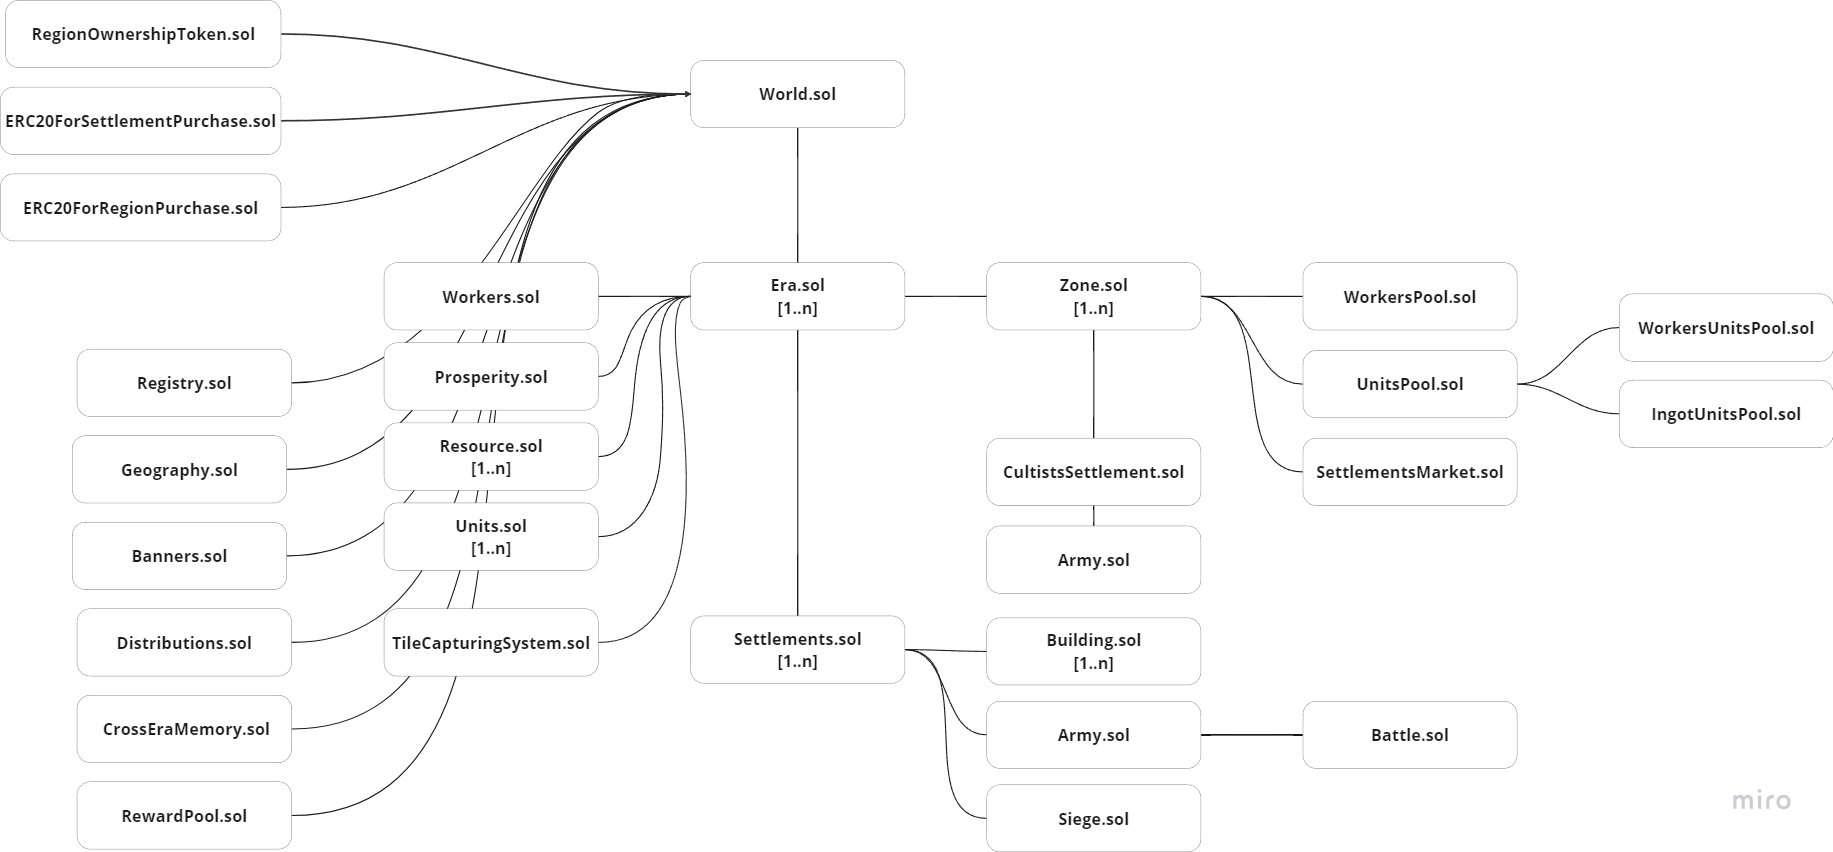 RegionOwnershipToken.sol
ERC20ForSettlementPurchase.sol
ERC20ForRegionPurchase.sol
World.sol
Workers.sol
Era.sol
[1..n]
Zone.sol
[1..n]
WorkersPool.sol
WorkersUnitsPool.sol
Registry.sol
Prosperity.sol
UnitsPool.sol
IngotUnitsPool.sol
Geography.sol
Resource.sol
[1..n]
CultistsSettlement.sol
SettlementsMarket.sol
Banners.sol
Units.sol
[1..n]
Army.sol
Distributions.sol
TileCapturingSystem.sol
Settlements.sol
[1..n]
Building.sol
[1..n]
CrossEraMemory.sol
Army.sol
Battle.sol
RewardPool.sol
Siege.sol
miro